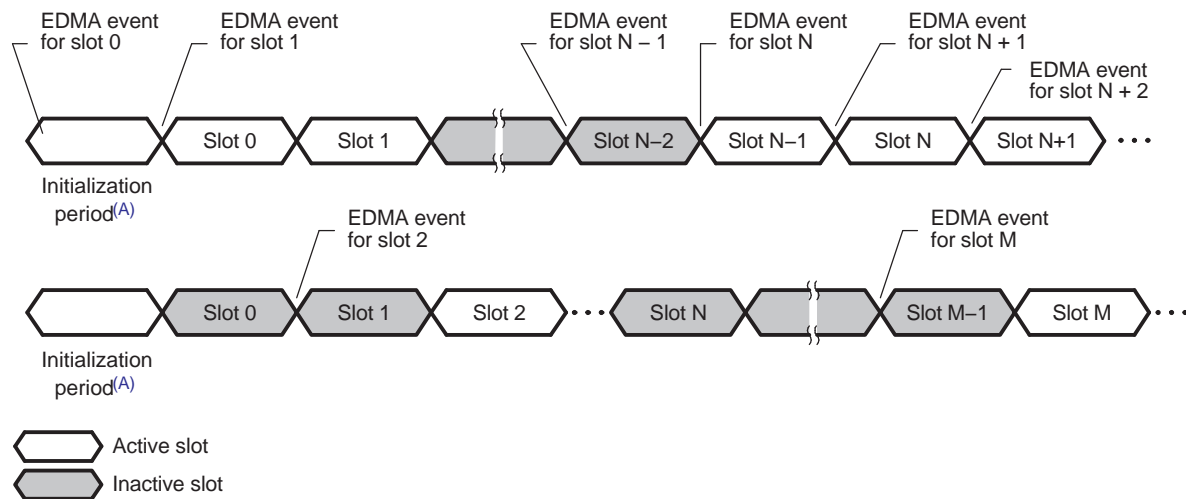 EDMA event
for slot 0
EDMA event
for slot 1
EDMA event
for slot N – 1
EDMA event
for slot N
EDMA event
for slot N + 1
EDMA event
for slot N + 2
Slot 0
Slot 1
Slot N–2
Slot N–1
Slot N
Slot N+1
Initialization
period(A)
EDMA event
for slot 2
EDMA event
for slot M
Slot 0
Slot 1
Slot 2
Slot N
Slot M–1
Slot M
Initialization
period(A)
Active slot
Inactive slot